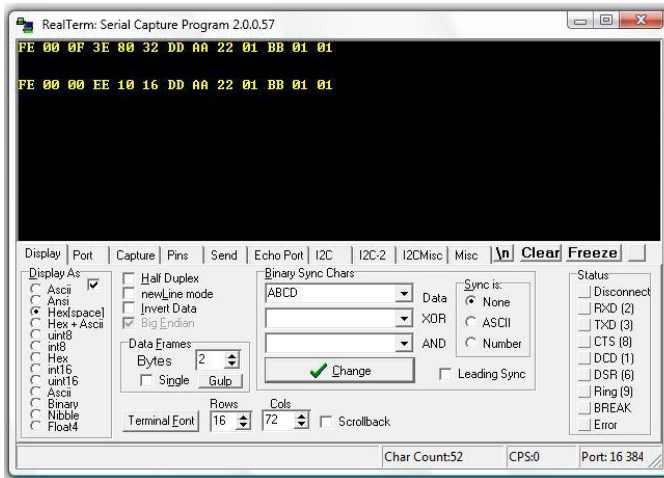 RealTerm: Serial Capture Program 2.0.0.57
FE 00 0F 3E 80 32 DD AA 22 01 BB 01 01
FE 00 00 EE 10 16 DD AA 22 01 BB 01 01
Display Port Capture Pins Send Echo Port I2C I2C-2 I2CMisc Misc \n Clear Freeze
Display As
Ascii
Ansi
Hex[space]
Hex + Ascii
uint8
int8
Hex
int16
uint16
Ascii
Binary
Nibble
Float4
Half Duplex
newLine mode
Invert Data
Big Endian
Data Frames
Bytes 2
Single Gulp
Terminal Font
Rows
16
Cols
72
Scrollback
Binary Sync Chars
ABCD
Data
XOR
AND
Change
Sync is:
None
ASCII
Number
Leading Sync
Status
Disconnect
RXD (2)
TXD (3)
CTS (8)
DCD (1)
DSR (6)
Ring (9)
BREAK
Error
Char Count:52 CPS:0 Port: 16 384